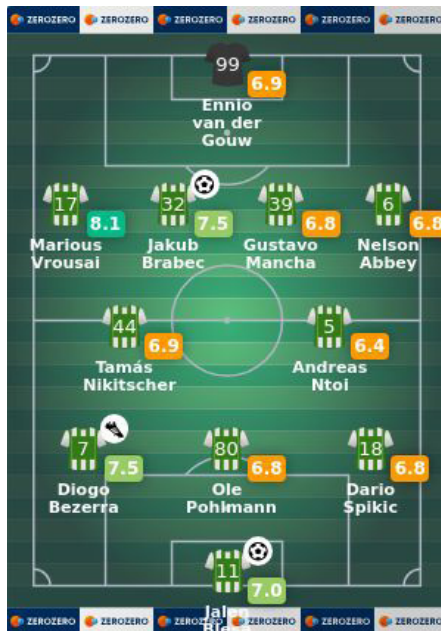 ZEROZERO ZEROZERO ZEROZERO ZEROZERO ZEROZERO ZEROZERO
99
6.9
Ennio
van der
Gouw
17 32 39 6
8.1 7.5 6.8 6.8
Marious Jakub Gustavo Nelson
Vrousai Brabec Mancha Abbey
44 5
6.9 6.4
Tamás Andreas
Nikitscher Ntoi
7 80 18
7.5 6.8 6.8
Diogo Ole Dario
Bezerra Pohlmann Spikic
11
7.0
Jalen
ZEROZERO ZEROZERO ZEROZERO ZEROZERO ZEROZERO ZEROZERO